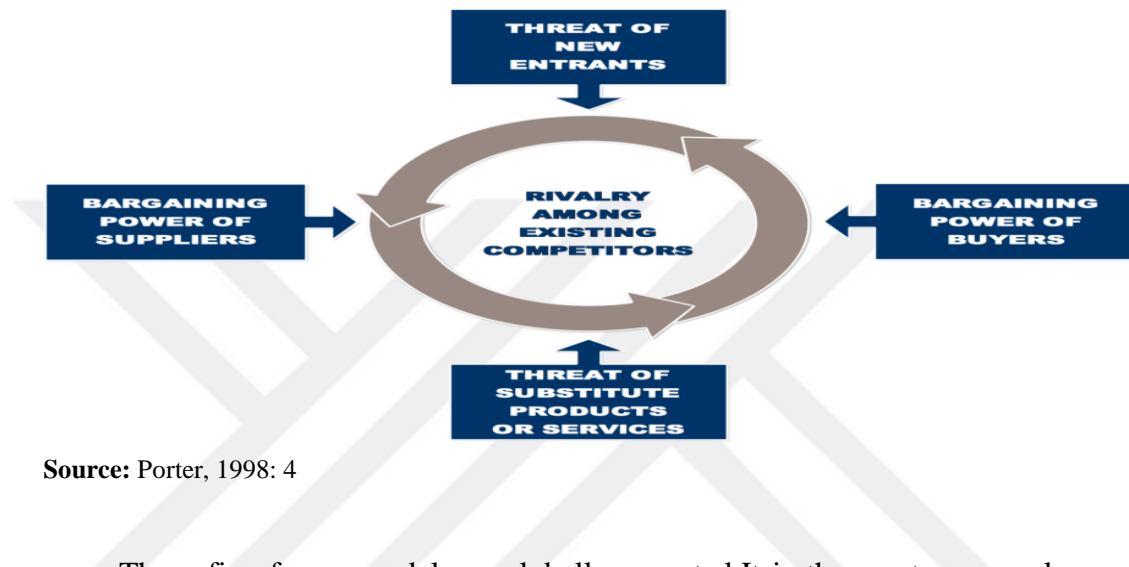 THREAT OF
NEW
ENTRANTS
BARGAINING
POWER OF
SUPPLIERS
RIVALRY
AMONG
EXISTING
COMPETITORS
BARGAINING
POWER OF
BUYERS
THREAT OF
SUBSTITUTE
PRODUCTS
OR SERVICES
Source: Porter, 1998: 4